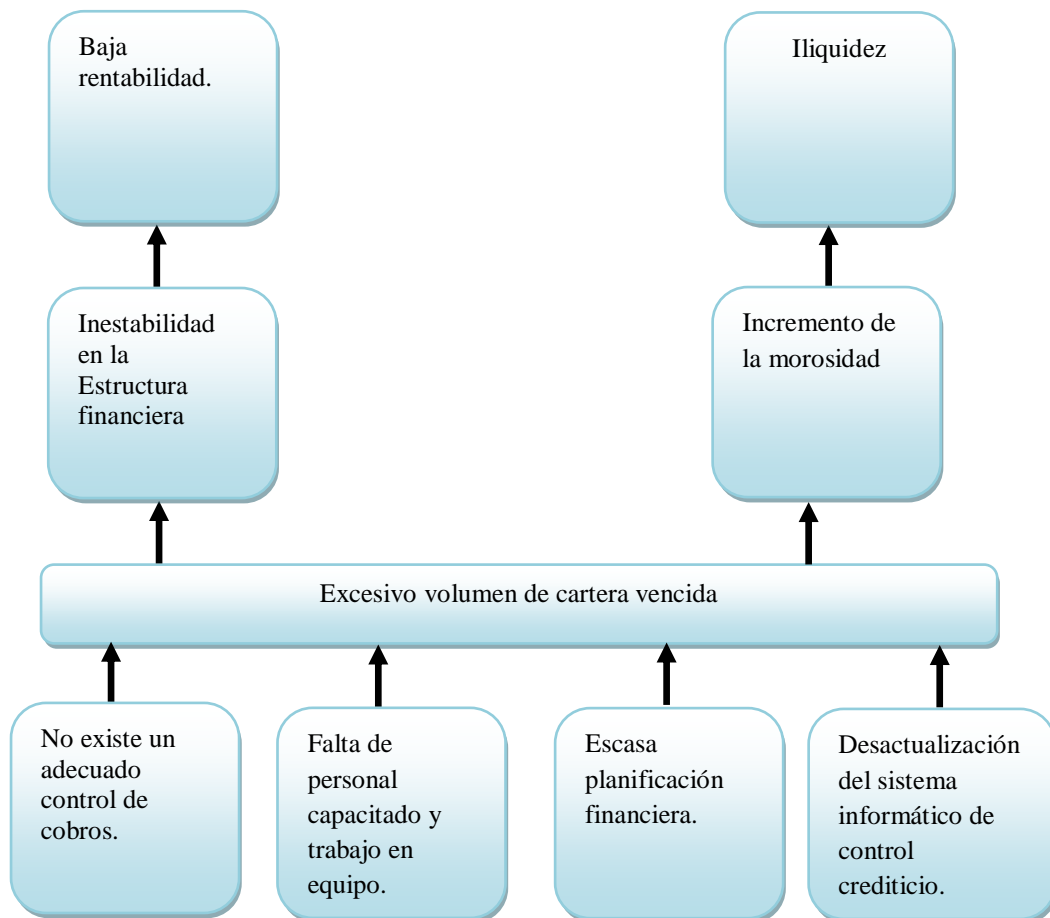 Baja
rentabilidad.
Iliquidez
Inestabilidad
en la
Estructura
financiera
Incremento de
la morosidad
Excesivo volumen de cartera vencida
No existe un
adecuado
control de
cobros.
Falta de
personal
capacitado y
trabajo en
equipo.
Escasa
planificación
financiera.
Desactualización
del sistema
informático de
control
crediticio.